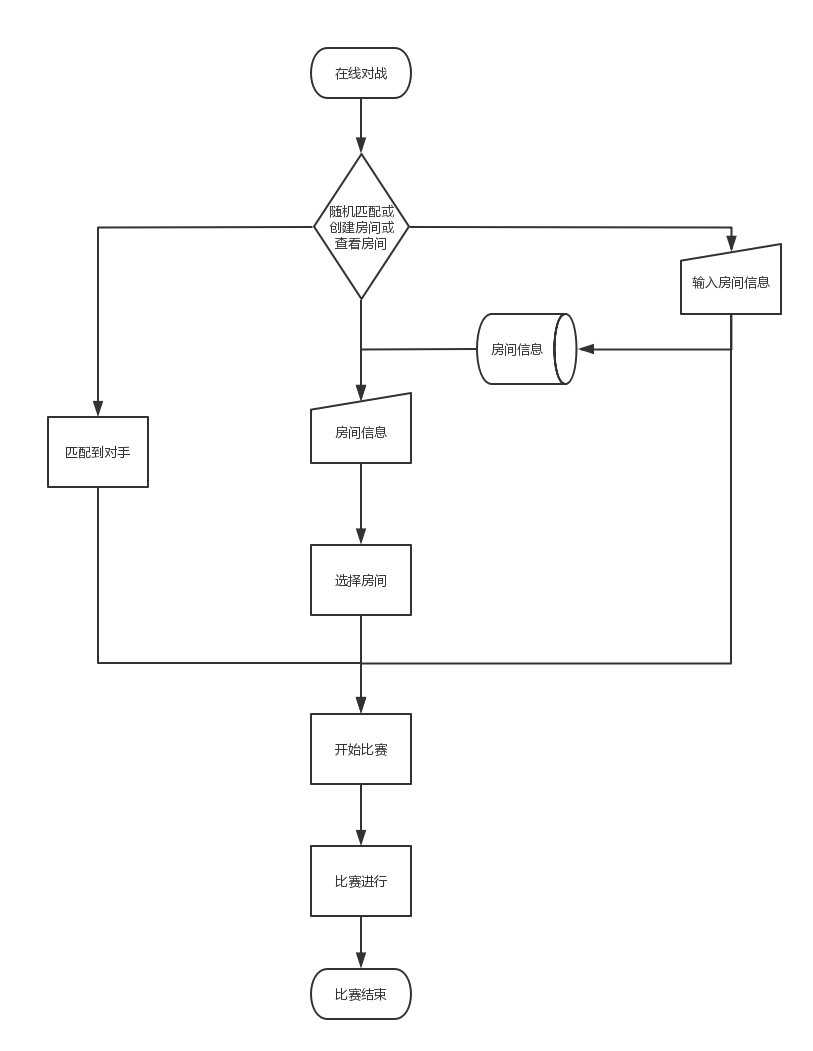 在线对战
随机匹配或
创建房间或
查看房间
输入房间信息
房间信息
房间信息
匹配到对手
选择房间
开始比赛
比赛进行
比赛结束